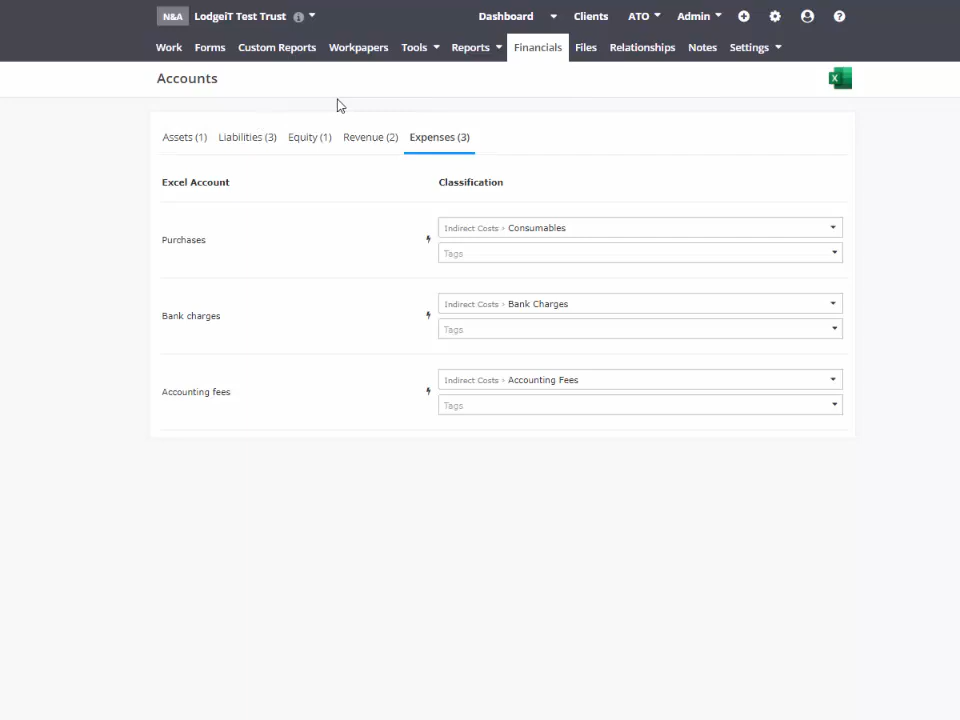 N&A LodgeiT Test Trust Dashboard Clients ATO Admin
Work Forms Custom Reports Workpapers Tools Reports Financials Files Relationships Notes Settings
Accounts
Assets (1) Liabilities (3) Equity (1) Revenue (2) Expenses (3)
Excel Account Classification
Indirect Costs › Consumables
Purchases
Tags
Indirect Costs › Bank Charges
Bank charges
Tags
Indirect Costs › Accounting Fees
Accounting fees
Tags